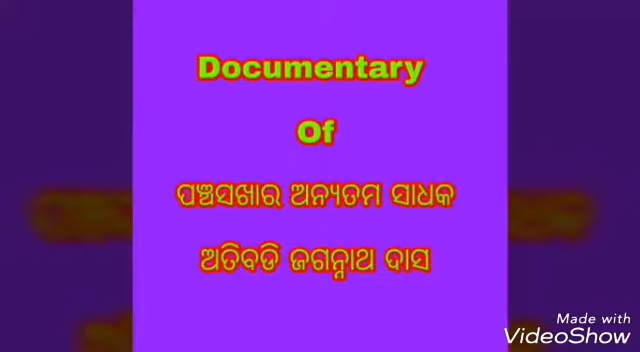 Documentary
Of
ପଞ୍ଚସଖାର ଅନ୍ୟତମ ସାଧକ
ଅତିବଡି ଜଗନ୍ନାଥ ଦାସ
Made with
VideoShow